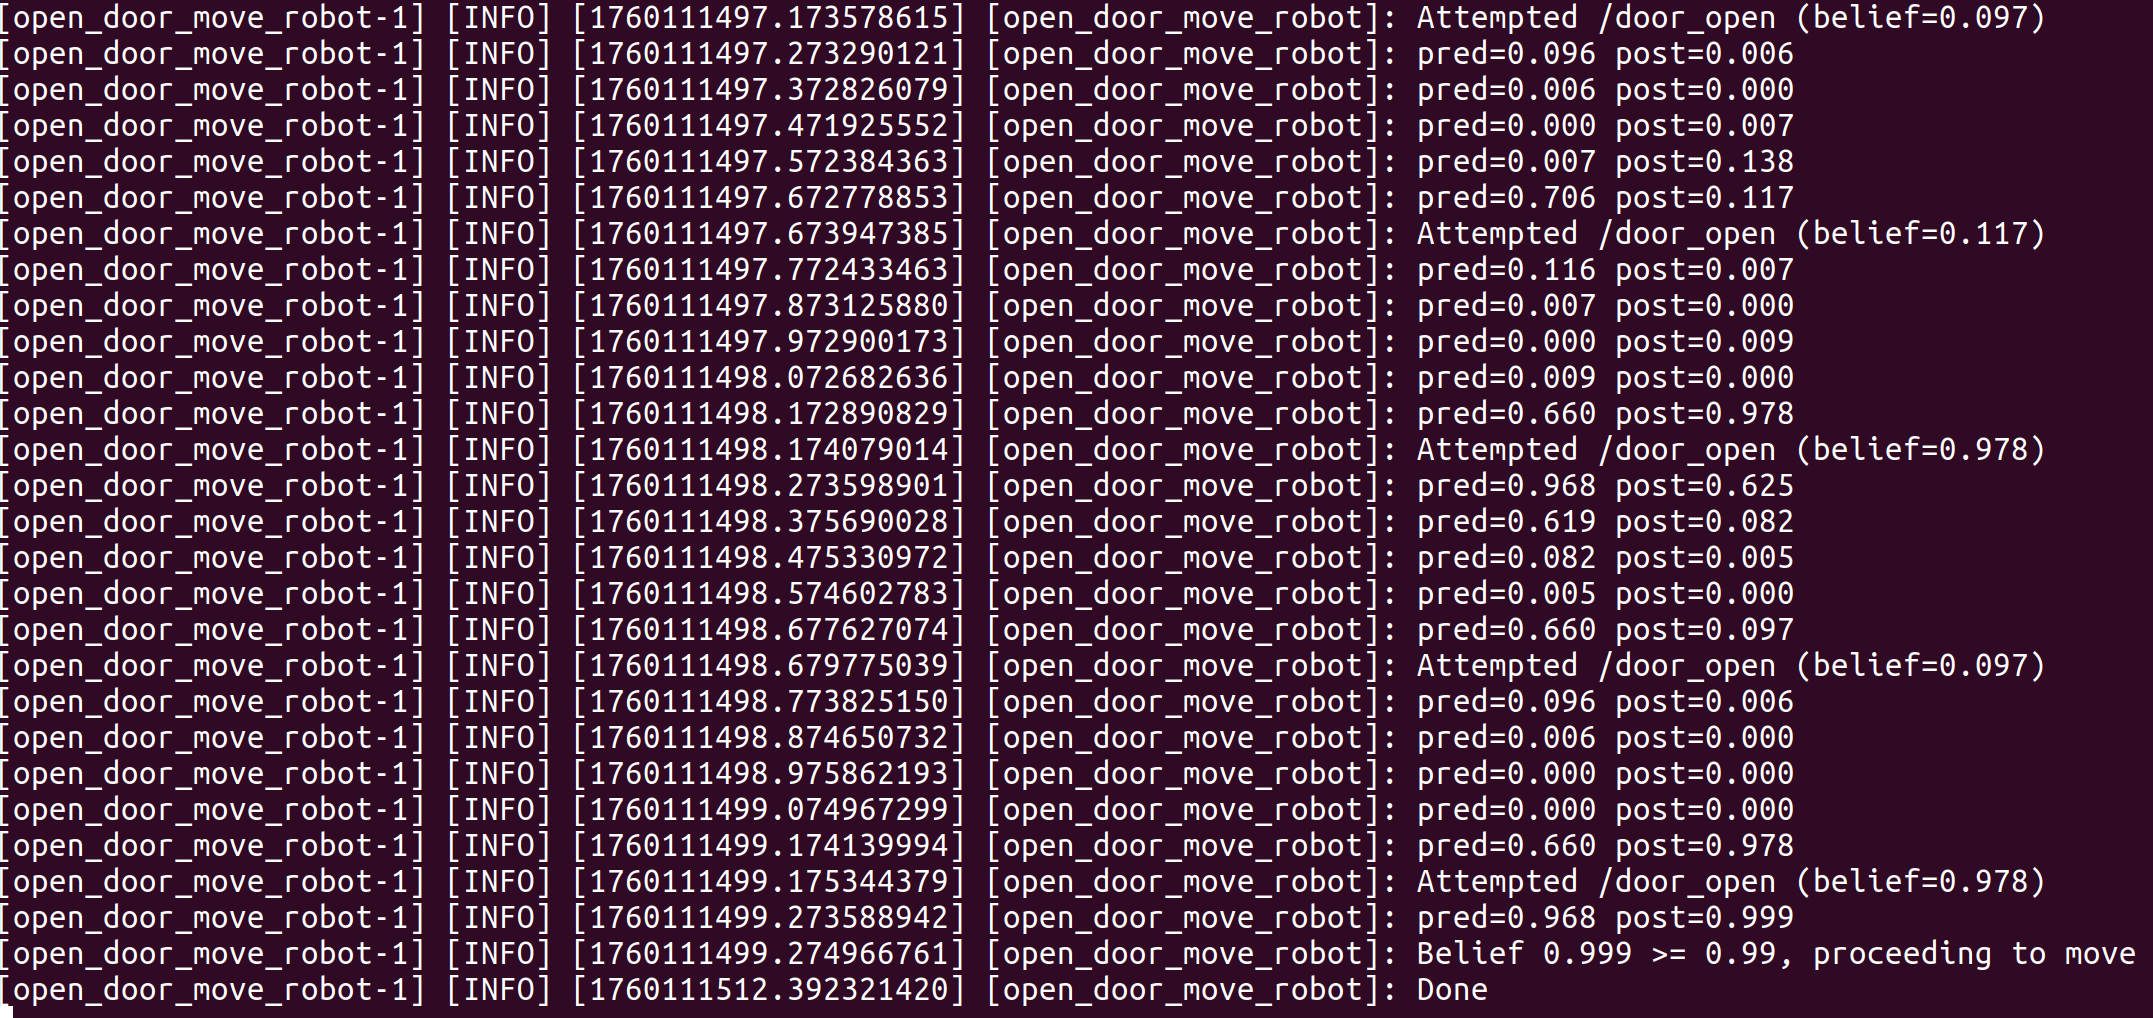 [open_door_move_robot-1] [INFO] [1760111497.173578615] [open_door_move_robot]: Attempted /door_open (belief=0.097)
[open_door_move_robot-1] [INFO] [1760111497.273290121] [open_door_move_robot]: pred=0.096 post=0.006
[open_door_move_robot-1] [INFO] [1760111497.372826079] [open_door_move_robot]: pred=0.006 post=0.000
[open_door_move_robot-1] [INFO] [1760111497.471925552] [open_door_move_robot]: pred=0.000 post=0.007
[open_door_move_robot-1] [INFO] [1760111497.572384363] [open_door_move_robot]: pred=0.007 post=0.138
[open_door_move_robot-1] [INFO] [1760111497.672778853] [open_door_move_robot]: pred=0.706 post=0.117
[open_door_move_robot-1] [INFO] [1760111497.673947385] [open_door_move_robot]: Attempted /door_open (belief=0.117)
[open_door_move_robot-1] [INFO] [1760111497.772433463] [open_door_move_robot]: pred=0.116 post=0.007
[open_door_move_robot-1] [INFO] [1760111497.873125880] [open_door_move_robot]: pred=0.007 post=0.000
[open_door_move_robot-1] [INFO] [1760111497.972900173] [open_door_move_robot]: pred=0.000 post=0.009
[open_door_move_robot-1] [INFO] [1760111498.072682636] [open_door_move_robot]: pred=0.009 post=0.000
[open_door_move_robot-1] [INFO] [1760111498.172890829] [open_door_move_robot]: pred=0.660 post=0.978
[open_door_move_robot-1] [INFO] [1760111498.174079014] [open_door_move_robot]: Attempted /door_open (belief=0.978)
[open_door_move_robot-1] [INFO] [1760111498.273598901] [open_door_move_robot]: pred=0.968 post=0.625
[open_door_move_robot-1] [INFO] [1760111498.375690028] [open_door_move_robot]: pred=0.619 post=0.082
[open_door_move_robot-1] [INFO] [1760111498.475330972] [open_door_move_robot]: pred=0.082 post=0.005
[open_door_move_robot-1] [INFO] [1760111498.574602783] [open_door_move_robot]: pred=0.005 post=0.000
[open_door_move_robot-1] [INFO] [1760111498.677627074] [open_door_move_robot]: pred=0.660 post=0.097
[open_door_move_robot-1] [INFO] [1760111498.679775039] [open_door_move_robot]: Attempted /door_open (belief=0.097)
[open_door_move_robot-1] [INFO] [1760111498.773825150] [open_door_move_robot]: pred=0.096 post=0.006
[open_door_move_robot-1] [INFO] [1760111498.874650732] [open_door_move_robot]: pred=0.006 post=0.000
[open_door_move_robot-1] [INFO] [1760111498.975862193] [open_door_move_robot]: pred=0.000 post=0.000
[open_door_move_robot-1] [INFO] [1760111499.074967299] [open_door_move_robot]: pred=0.000 post=0.000
[open_door_move_robot-1] [INFO] [1760111499.174139994] [open_door_move_robot]: pred=0.660 post=0.978
[open_door_move_robot-1] [INFO] [1760111499.175344379] [open_door_move_robot]: Attempted /door_open (belief=0.978)
[open_door_move_robot-1] [INFO] [1760111499.273588942] [open_door_move_robot]: pred=0.968 post=0.999
[open_door_move_robot-1] [INFO] [1760111499.274966761] [open_door_move_robot]: Belief 0.999 >= 0.99, proceeding to move
[open_door_move_robot-1] [INFO] [1760111512.392321420] [open_door_move_robot]: Done